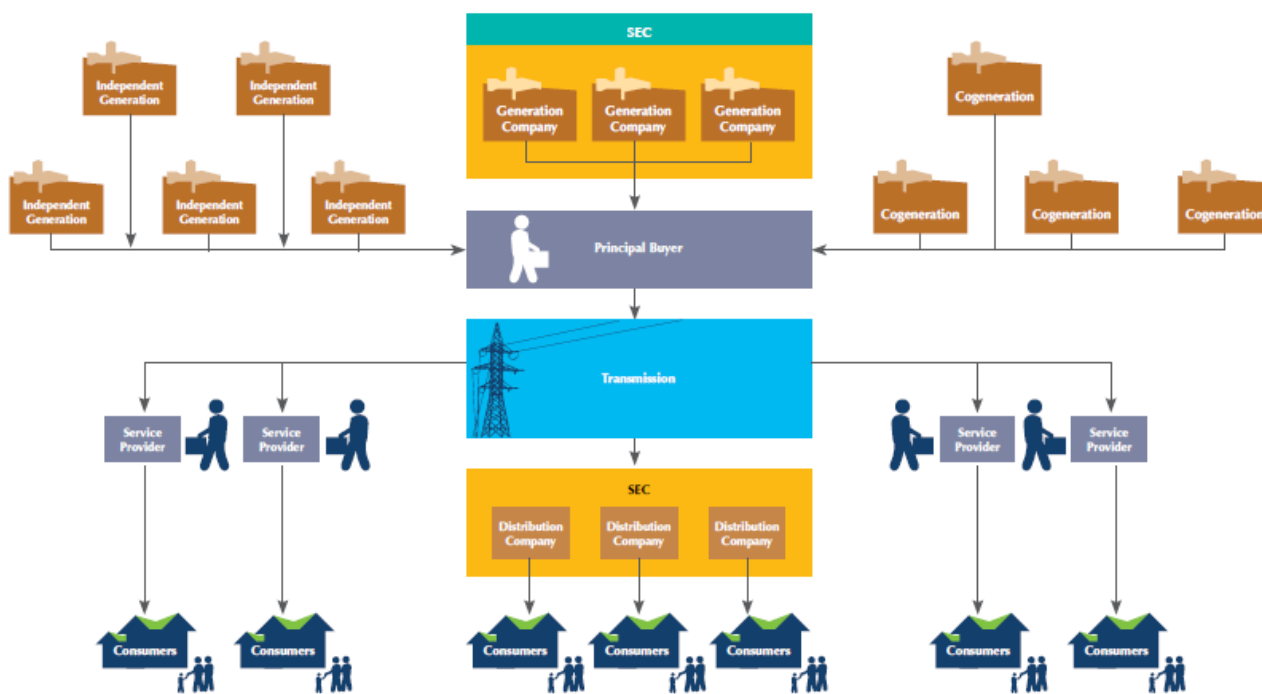 SEC
Independent
Generation
Independent
Generation
Generation
Company
Generation
Company
Generation
Company
Cogeneration
Independent
Generation
Independent
Generation
Independent
Generation
Cogeneration
Cogeneration
Cogeneration
Principal Buyer
Transmission
Service
Provider
Service
Provider
Service
Provider
Service
Provider
SEC
Distribution
Company
Distribution
Company
Distribution
Company
Consumers
Consumers
Consumers
Consumers
Consumers
Consumers
Consumers